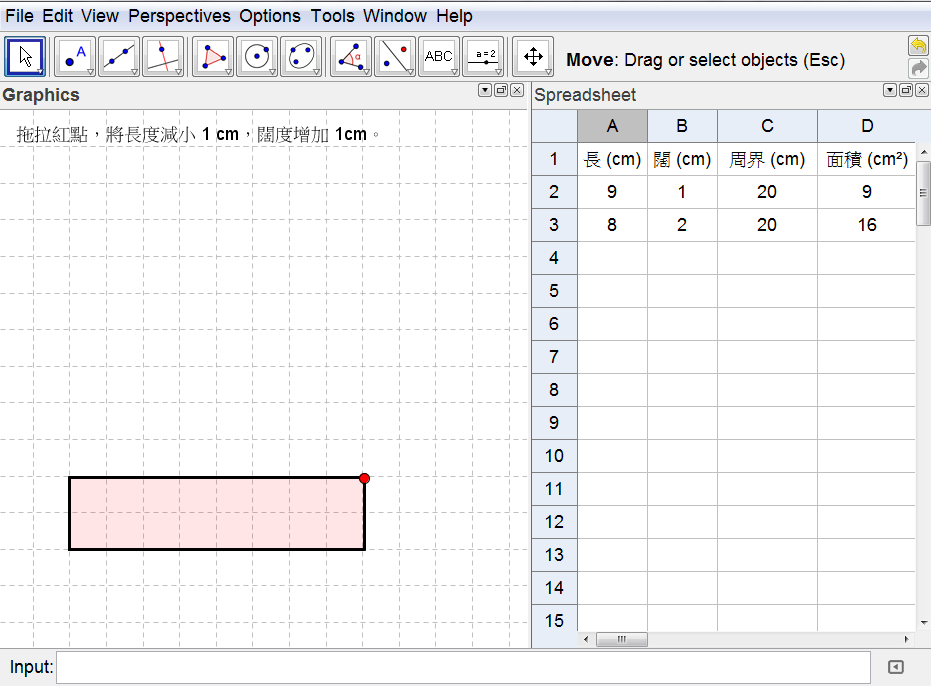 File Edit View Perspectives Options Tools Window Help
A α ABC a=2 Move: Drag or select objects (Esc)
Graphics
拖拉紅點，將長度減小 1 cm，闊度增加 1cm。
Spreadsheet
A B C D
1 長 (cm) 闊 (cm) 周界 (cm) 面積 (cm²)
2 9 1 20 9
3 8 2 20 16
4
5
6
7
8
9
10
11
12
13
14
15
Input: